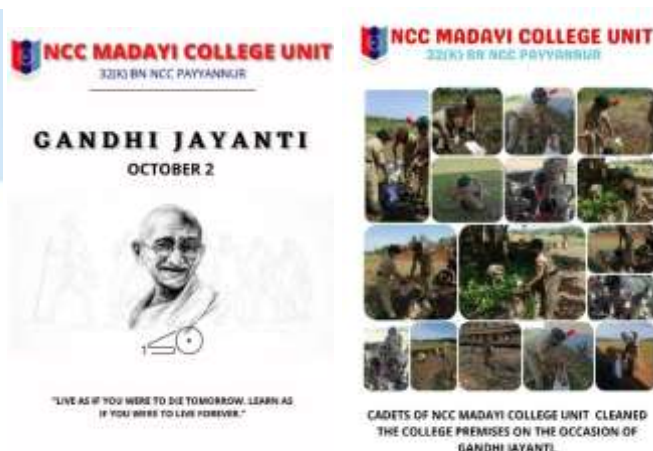 NCC MADAYI COLLEGE UNIT
32(K) BN NCC PAYYANNUR
GANDHI JAYANTI
OCTOBER 2
"LIVE AS IF YOU WERE TO DIE TOMORROW. LEARN AS
IF YOU WERE TO LIVE FOREVER."
NCC MADAYI COLLEGE UNIT
32(K) BN NCC PAYYANNUR
CADETS OF NCC MADAYI COLLEGE UNIT CLEANED
THE COLLEGE PREMISES ON THE OCCASION OF
GANDHI JAYANTI.